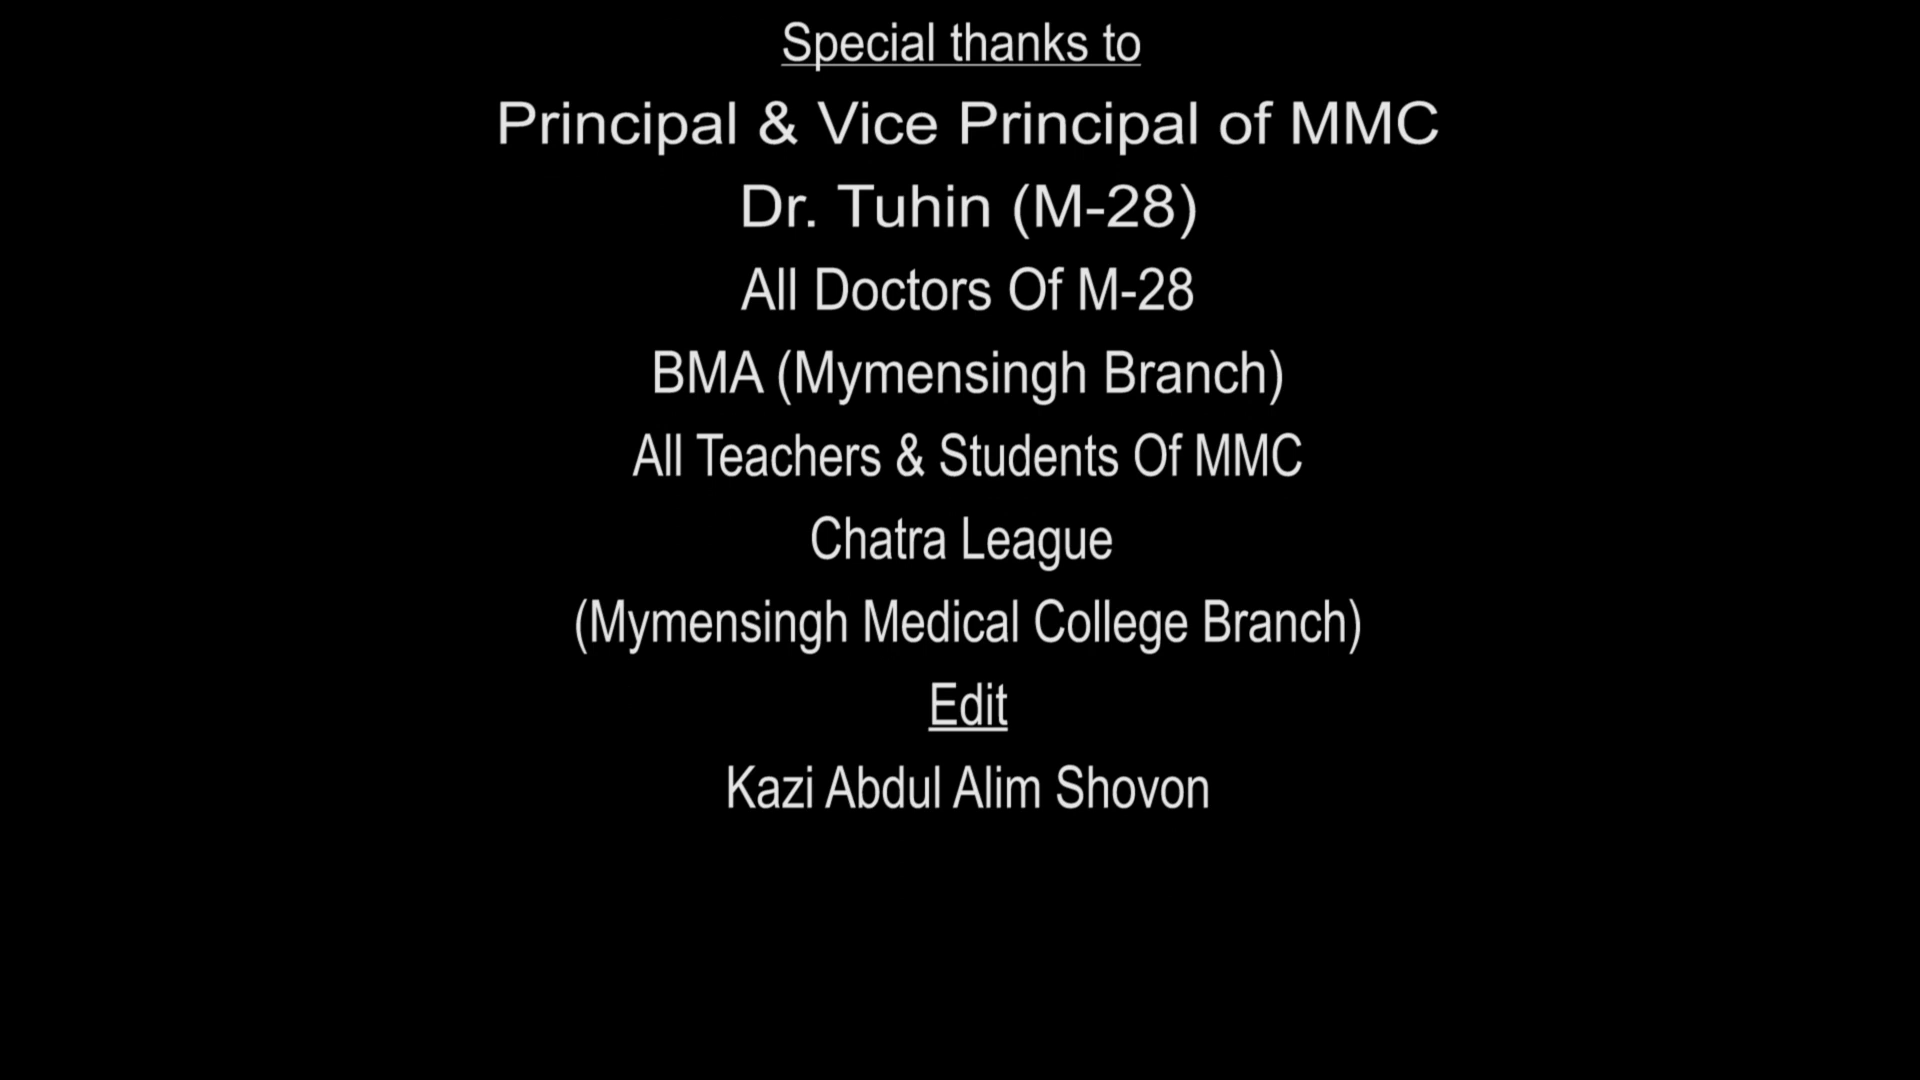 Special thanks to
Principal & Vice Principal of MMC
Dr. Tuhin (M-28)
All Doctors Of M-28
BMA (Mymensingh Branch)
All Teachers & Students Of MMC
Chatra League
(Mymensingh Medical College Branch)
Edit
Kazi Abdul Alim Shovon